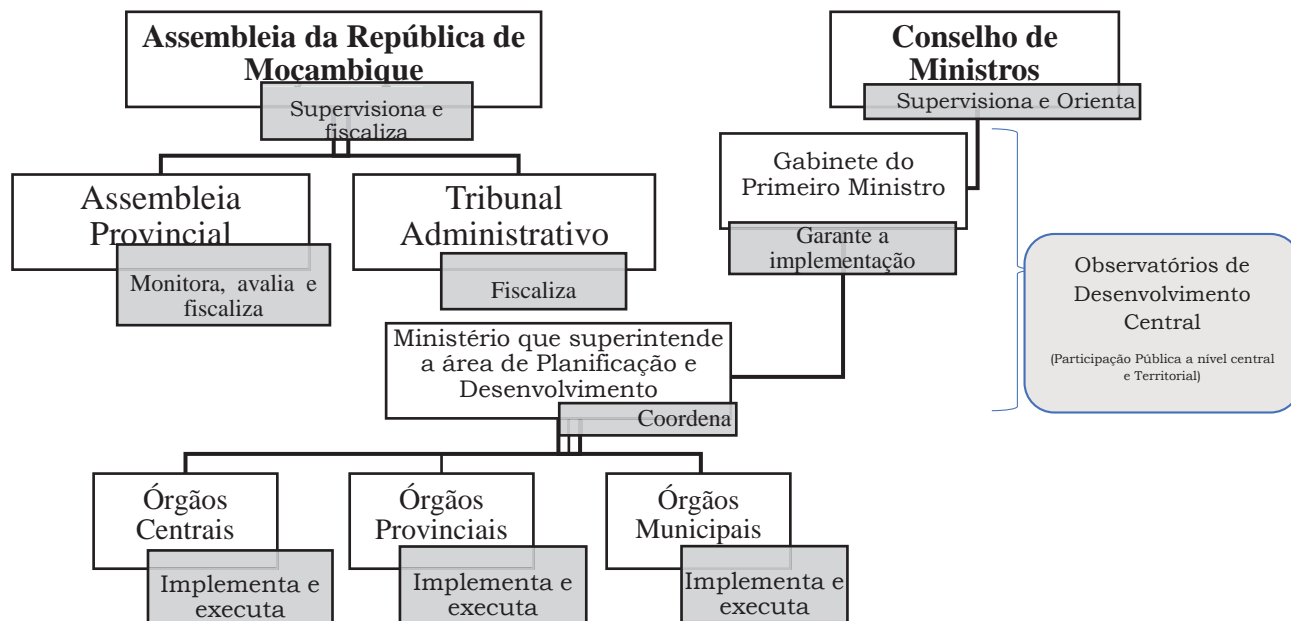 Assembleia da República de
Moçambique
Supervisiona e
fiscaliza
Conselho de
Ministros
Supervisiona e Orienta
Assembleia
Provincial
Monitora, avalia e
fiscaliza
Tribunal
Administrativo
Fiscaliza
Gabinete do
Primeiro Ministro
Garante a
implementação
Observatórios de
Desenvolvimento
Central
(Participação Pública a nível central
e Territorial)
Ministério que superintende
a área de Planificação e
Desenvolvimento
Coordena
Órgãos
Centrais
Implementa e
executa
Órgãos
Provinciais
Implementa e
executa
Órgãos
Municipais
Implementa e
executa